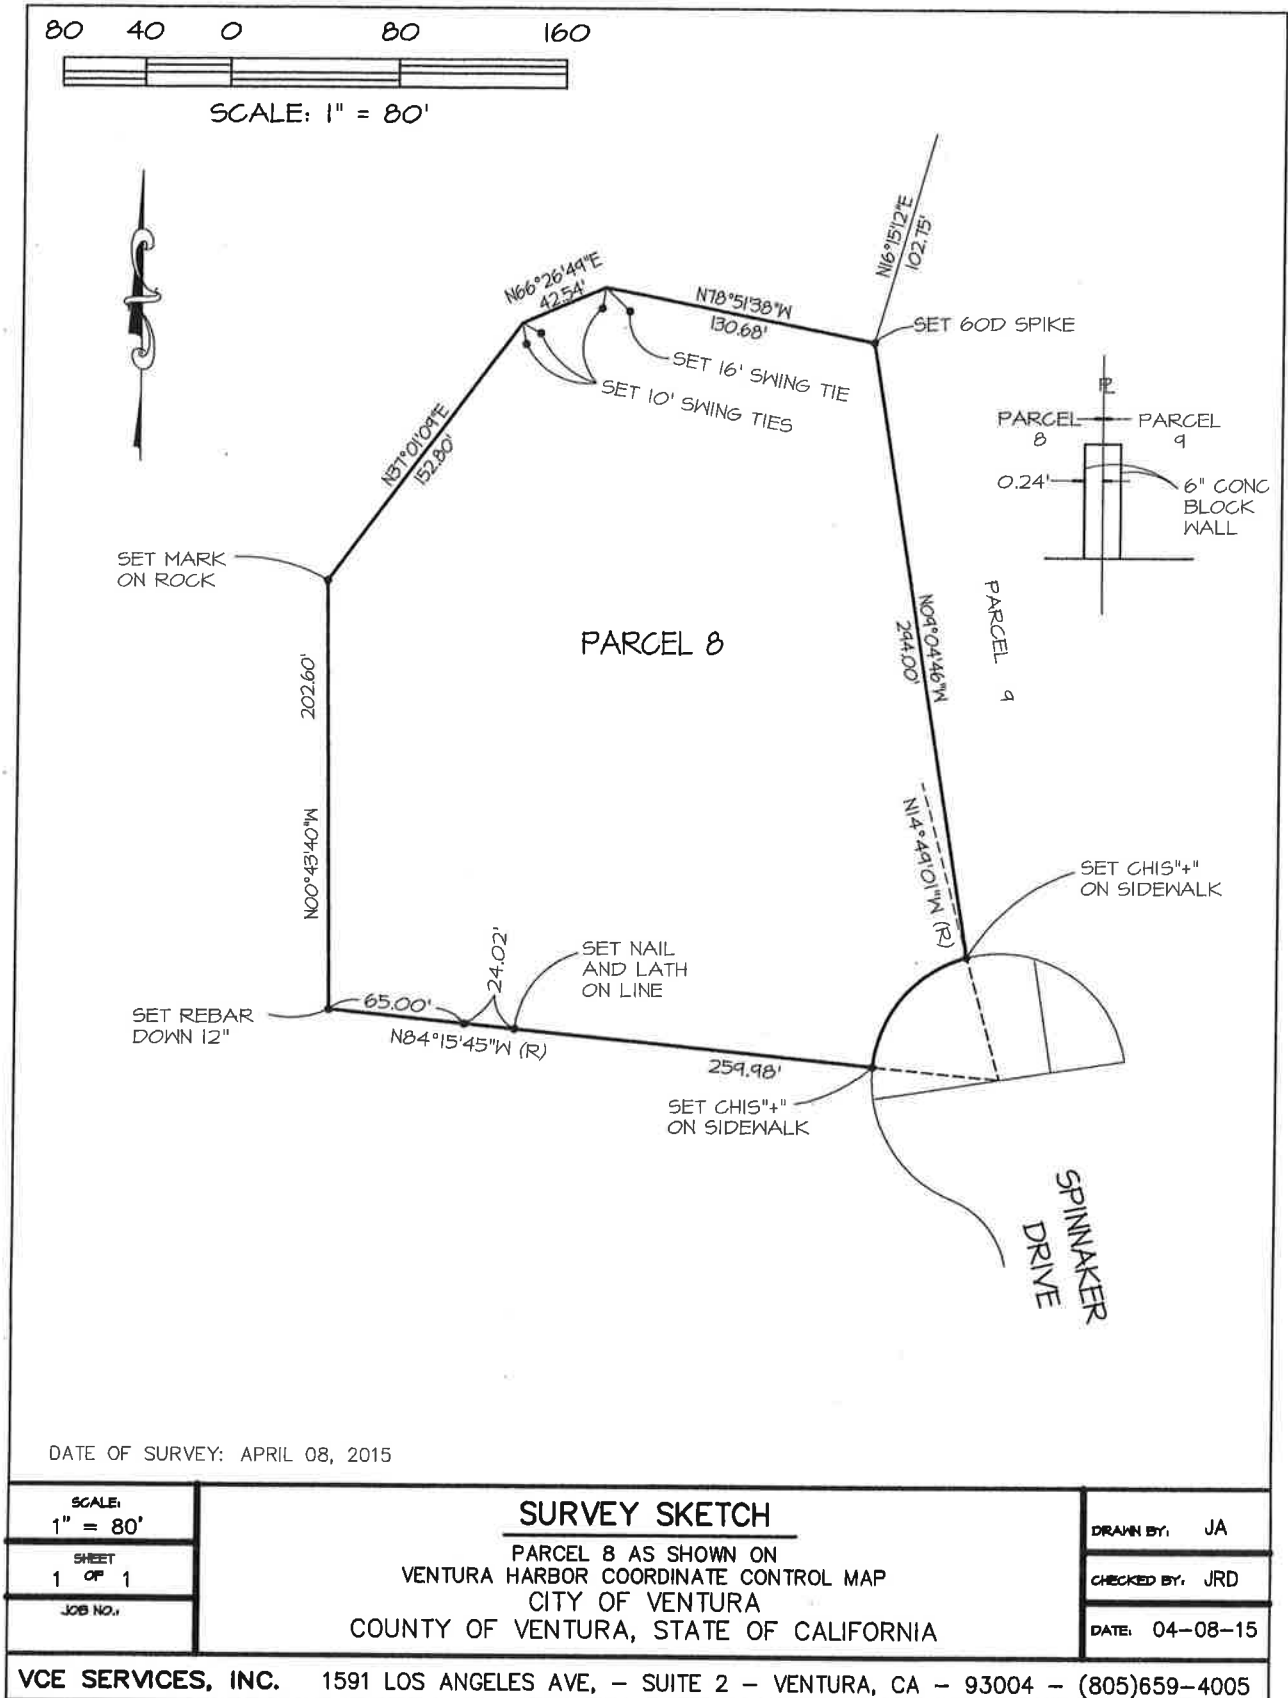 80 40 0 80 160
SCALE: 1" = 80'
N16°15'12"E
102.75'
N66°26'49"E
42.54'
N78°51'38"W
130.68'
SET 60D SPIKE
SET 16' SWING TIE
SET 10' SWING TIES
PL
PARCEL
8
PARCEL
9
0.24'
6" CONC
BLOCK
WALL
N37°01'09"E
152.80'
SET MARK
ON ROCK
PARCEL 8
N09°04'46"W
294.00'
PARCEL 9
202.60'
N00°43'40"W
N14°49'01"W (R)
SET CHIS"+"
ON SIDEWALK
SET NAIL
AND LATH
ON LINE
24.02'
65.00'
SET REBAR
DOWN 12"
N84°15'45"W (R)
259.98'
SET CHIS"+"
ON SIDEWALK
SPINNAKER
DRIVE
DATE OF SURVEY: APRIL 08, 2015
SCALE:
1" = 80'
SHEET
1 OF 1
JOB NO.:
SURVEY SKETCH
PARCEL 8 AS SHOWN ON
VENTURA HARBOR COORDINATE CONTROL MAP
CITY OF VENTURA
COUNTY OF VENTURA, STATE OF CALIFORNIA
DRAWN BY: JA
CHECKED BY: JRD
DATE: 04-08-15
VCE SERVICES, INC. 1591 LOS ANGELES AVE, - SUITE 2 - VENTURA, CA - 93004 - (805)659-4005